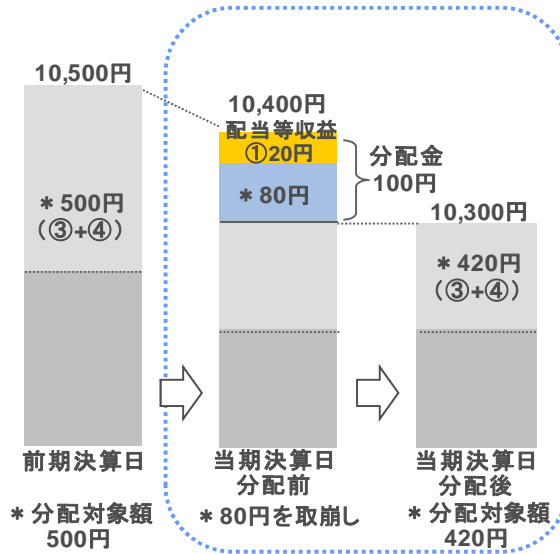 10,500円
＊500円
（③+④）
前期決算日
＊分配対象額
500円
10,400円
配当等収益
①20円
＊80円
分配金
100円
当期決算日
分配前
＊80円を取崩し
10,300円
＊420円
（③+④）
当期決算日
分配後
＊分配対象額
420円